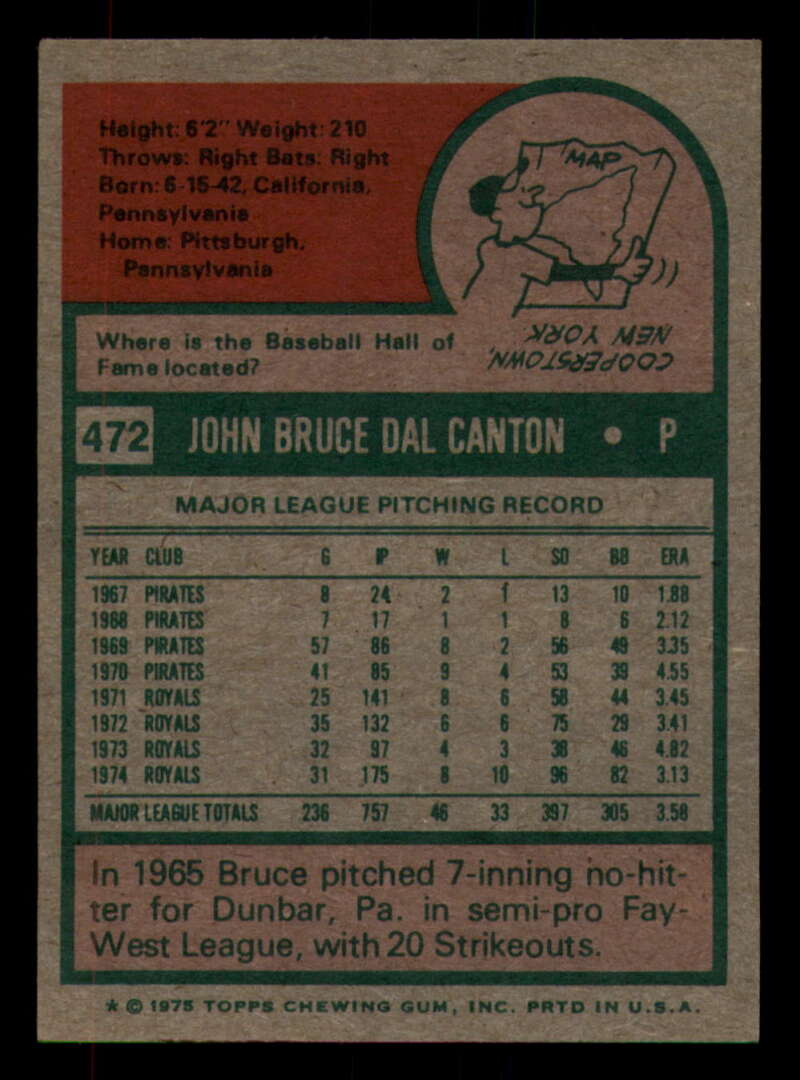 Height: 6'2" Weight: 210
Throws: Right Bats: Right
Born: 6-15-42, California,
Pennsylvania
Home: Pittsburgh,
Pennsylvania
MAP
Where is the Baseball Hall of
Fame located?
COOPERSTOWN,
NEW YORK.
472 JOHN BRUCE DAL CANTON • P
MAJOR LEAGUE PITCHING RECORD
YEAR CLUB G IP W L SO BB ERA
1967 PIRATES 8 24 2 1 13 10 1.88
1968 PIRATES 7 17 1 1 8 6 2.12
1969 PIRATES 57 86 8 2 56 49 3.35
1970 PIRATES 41 85 9 4 53 39 4.55
1971 ROYALS 25 141 8 6 58 44 3.45
1972 ROYALS 35 132 6 6 75 29 3.41
1973 ROYALS 32 97 4 3 38 46 4.82
1974 ROYALS 31 175 8 10 96 82 3.13
MAJOR LEAGUE TOTALS 236 757 46 33 397 305 3.58
In 1965 Bruce pitched 7-inning no-hit-
ter for Dunbar, Pa. in semi-pro Fay-
West League, with 20 Strikeouts.
* © 1975 TOPPS CHEWING GUM, INC. PRTD IN U.S.A.